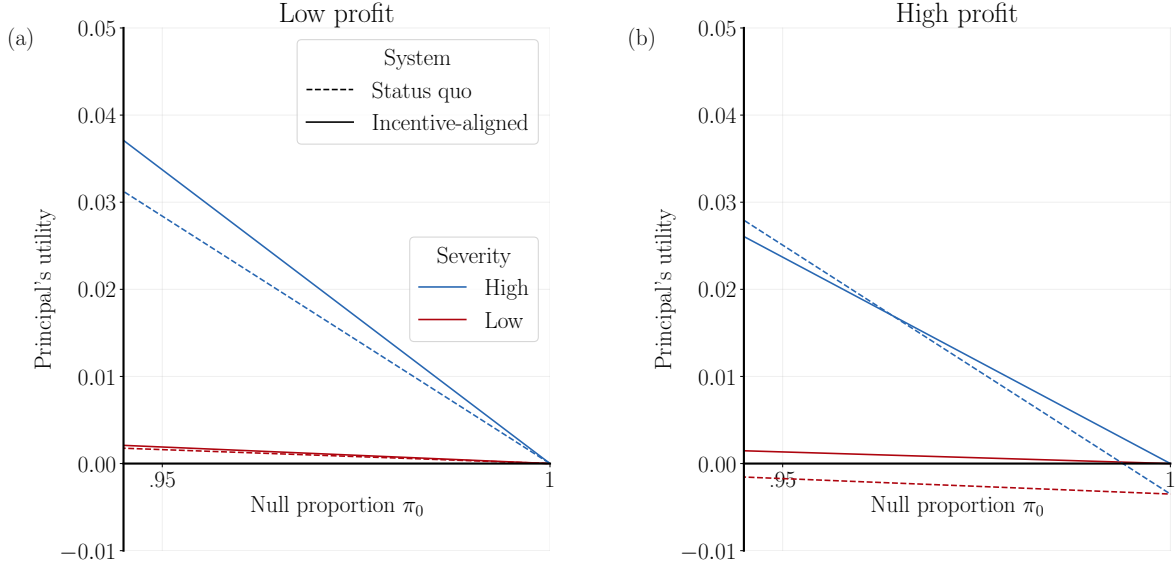 Low profit
(a)
0.05
0.04
0.03
0.02
0.01
0.00
−0.01
Principal's utility
System
Status quo
Incentive-aligned
Severity
High
Low
.95
1
Null proportion π₀
High profit
(b)
0.05
0.04
0.03
0.02
0.01
0.00
−0.01
Principal's utility
.95
1
Null proportion π₀